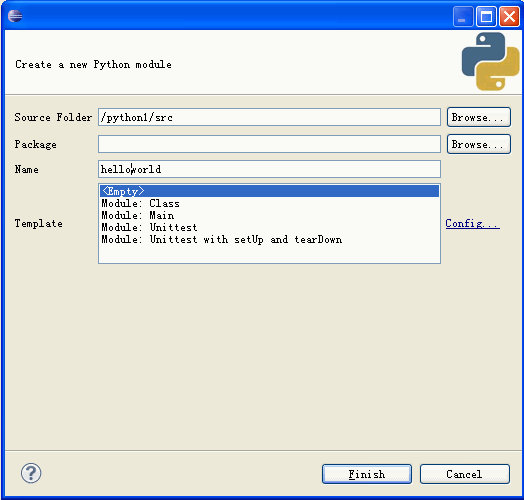 Create a new Python module
Source Folder /python1/src Browse...
Package Browse...
Name helloworld
<Empty>
Module: Class
Module: Main
Module: Unittest
Module: Unittest with setUp and tearDown
Template Config...
? Finish Cancel